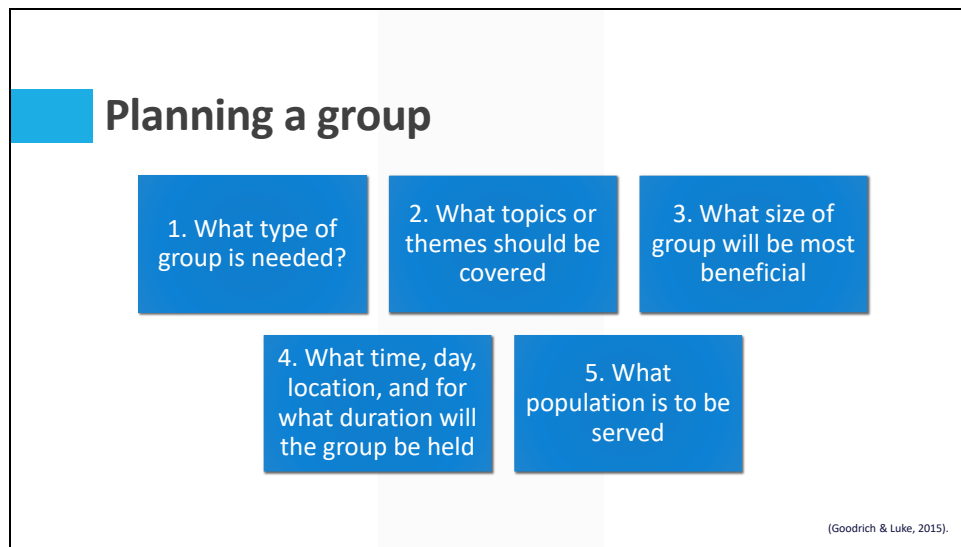 Planning a group
1. What type of
group is needed?
2. What topics or
themes should be
covered
3. What size of
group will be most
beneficial
4. What time, day,
location, and for
what duration will
the group be held
5. What
population is to be
served
(Goodrich & Luke, 2015).